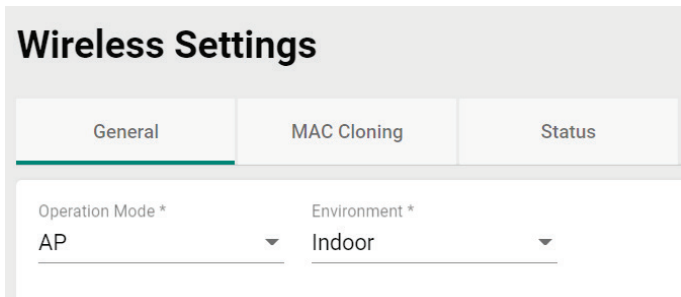 Wireless Settings
General MAC Cloning Status
Operation Mode * Environment *
AP Indoor